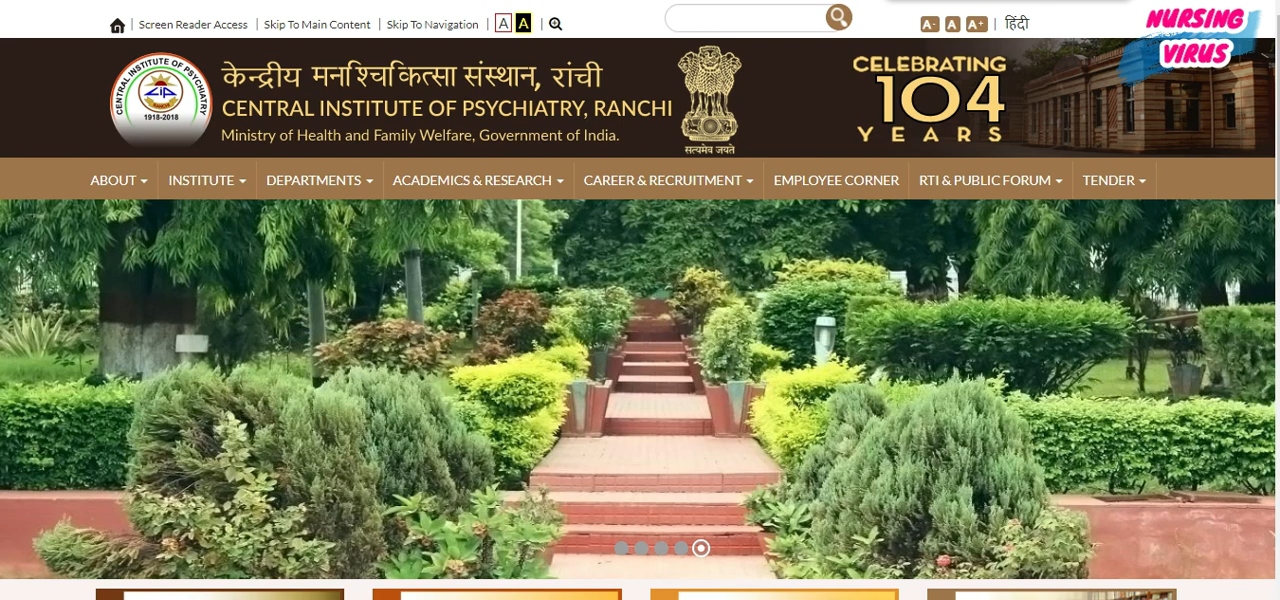 Screen Reader Access
Skip To Main Content
Skip To Navigation
A
A
A-
A
A+
हिंदी
NURSING
VIRUS
CENTRAL INSTITUTE OF PSYCHIATRY
CIP
RANCHI
1918-2018
केन्द्रीय मनश्चिकित्सा संस्थान, रांची
CENTRAL INSTITUTE OF PSYCHIATRY, RANCHI
Ministry of Health and Family Welfare, Government of India.
सत्यमेव जयते
CELEBRATING
104
YEARS
ABOUT
INSTITUTE
DEPARTMENTS
ACADEMICS & RESEARCH
CAREER & RECRUITMENT
EMPLOYEE CORNER
RTI & PUBLIC FORUM
TENDER